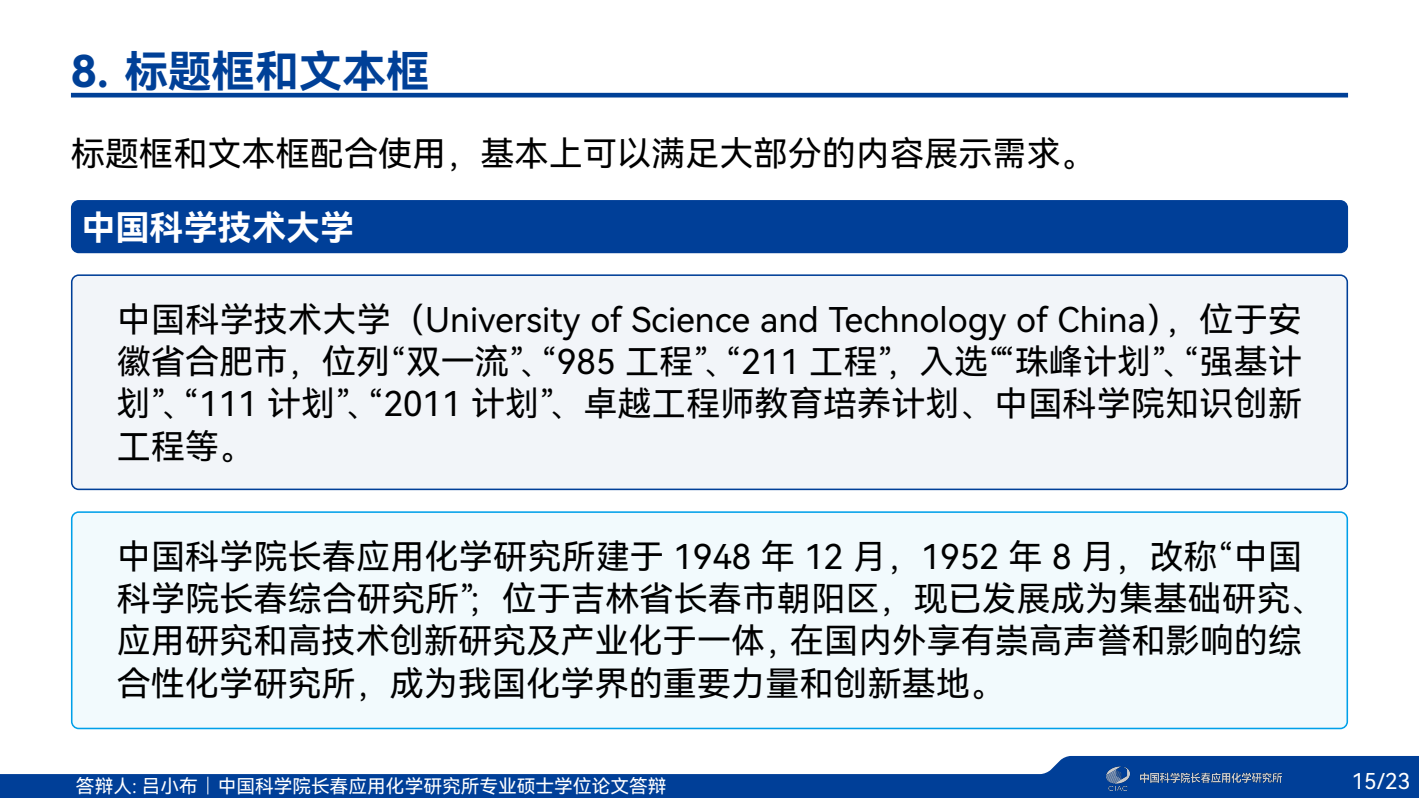 8. 标题框和文本框
标题框和文本框配合使用，基本上可以满足大部分的内容展示需求。
中国科学技术大学
中国科学技术大学（University of Science and Technology of China），位于安
徽省合肥市，位列“双一流”、“985 工程”、“211 工程”，入选““珠峰计划”、“强基计
划”、“111 计划”、“2011 计划”、卓越工程师教育培养计划、中国科学院知识创新
工程等。
中国科学院长春应用化学研究所建于 1948 年 12 月，1952 年 8 月，改称“中国
科学院长春综合研究所”；位于吉林省长春市朝阳区，现已发展成为集基础研究、
应用研究和高技术创新研究及产业化于一体，在国内外享有崇高声誉和影响的综
合性化学研究所，成为我国化学界的重要力量和创新基地。
答辩人: 吕小布｜中国科学院长春应用化学研究所专业硕士学位论文答辩
CIAC 中国科学院长春应用化学研究所
15/23